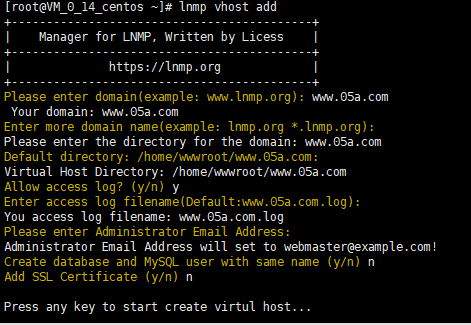 [root@VM_0_14_centos ~]# lnmp vhost add
+-------------------------------------------+
|    Manager for LNMP, Written by Licess    |
+-------------------------------------------+
|              https://lnmp.org             |
+-------------------------------------------+
Please enter domain(example: www.lnmp.org): www.05a.com
 Your domain: www.05a.com
Enter more domain name(example: lnmp.org *.lnmp.org):
Please enter the directory for the domain: www.05a.com
Default directory: /home/wwwroot/www.05a.com:
Virtual Host Directory: /home/wwwroot/www.05a.com
Allow access log? (y/n) y
Enter access log filename(Default:www.05a.com.log):
You access log filename: www.05a.com.log
Please enter Administrator Email Address:
Administrator Email Address will set to webmaster@example.com!
Create database and MySQL user with same name (y/n) n
Add SSL Certificate (y/n) n
Press any key to start create virtul host...